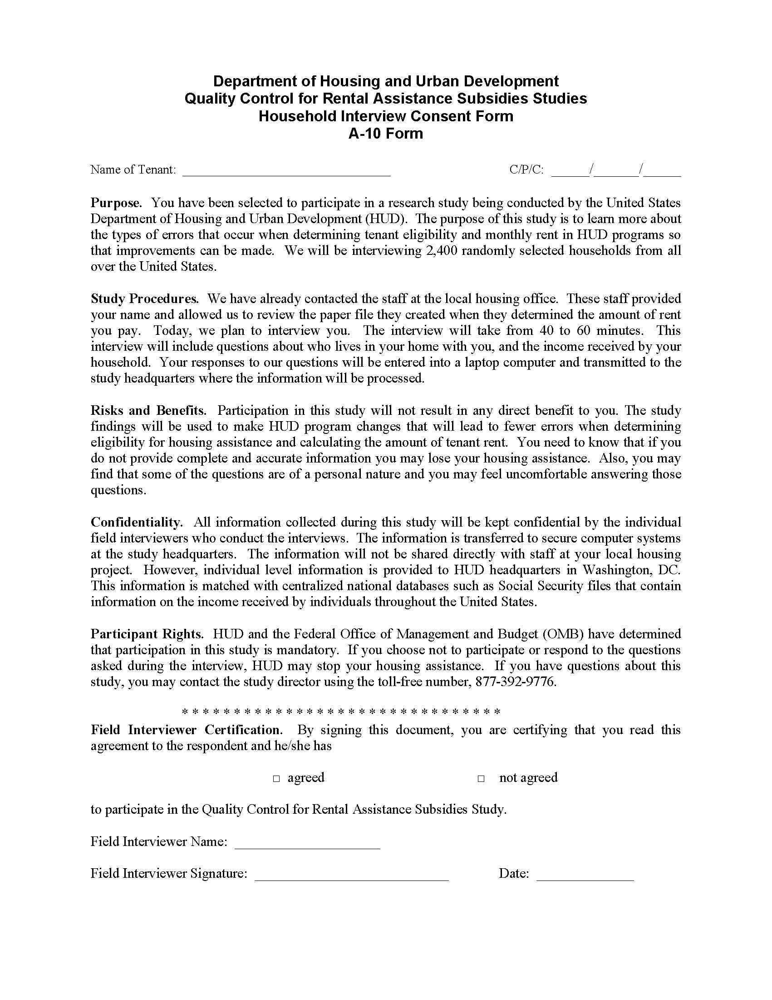 Department of Housing and Urban Development
Quality Control for Rental Assistance Subsidies Studies
Household Interview Consent Form
A-10 Form
Name of Tenant: ______________________________ C/P/C: _____/______/_____
Purpose. You have been selected to participate in a research study being conducted by the United States
Department of Housing and Urban Development (HUD). The purpose of this study is to learn more about
the types of errors that occur when determining tenant eligibility and monthly rent in HUD programs so
that improvements can be made. We will be interviewing 2,400 randomly selected households from all
over the United States.
Study Procedures. We have already contacted the staff at the local housing office. These staff provided
your name and allowed us to review the paper file they created when they determined the amount of rent
you pay. Today, we plan to interview you. The interview will take from 40 to 60 minutes. This
interview will include questions about who lives in your home with you, and the income received by your
household. Your responses to our questions will be entered into a laptop computer and transmitted to the
study headquarters where the information will be processed.
Risks and Benefits. Participation in this study will not result in any direct benefit to you. The study
findings will be used to make HUD program changes that will lead to fewer errors when determining
eligibility for housing assistance and calculating the amount of tenant rent. You need to know that if you
do not provide complete and accurate information you may lose your housing assistance. Also, you may
find that some of the questions are of a personal nature and you may feel uncomfortable answering those
questions.
Confidentiality. All information collected during this study will be kept confidential by the individual
field interviewers who conduct the interviews. The information is transferred to secure computer systems
at the study headquarters. The information will not be shared directly with staff at your local housing
project. However, individual level information is provided to HUD headquarters in Washington, DC.
This information is matched with centralized national databases such as Social Security files that contain
information on the income received by individuals throughout the United States.
Participant Rights. HUD and the Federal Office of Management and Budget (OMB) have determined
that participation in this study is mandatory. If you choose not to participate or respond to the questions
asked during the interview, HUD may stop your housing assistance. If you have questions about this
study, you may contact the study director using the toll-free number, 877-392-9776.
* * * * * * * * * * * * * * * * * * * * * * * * * * * * * * *
Field Interviewer Certification. By signing this document, you are certifying that you read this
agreement to the respondent and he/she has
□ agreed □ not agreed
to participate in the Quality Control for Rental Assistance Subsidies Study.
Field Interviewer Name: _____________________
Field Interviewer Signature: ____________________________ Date: ______________